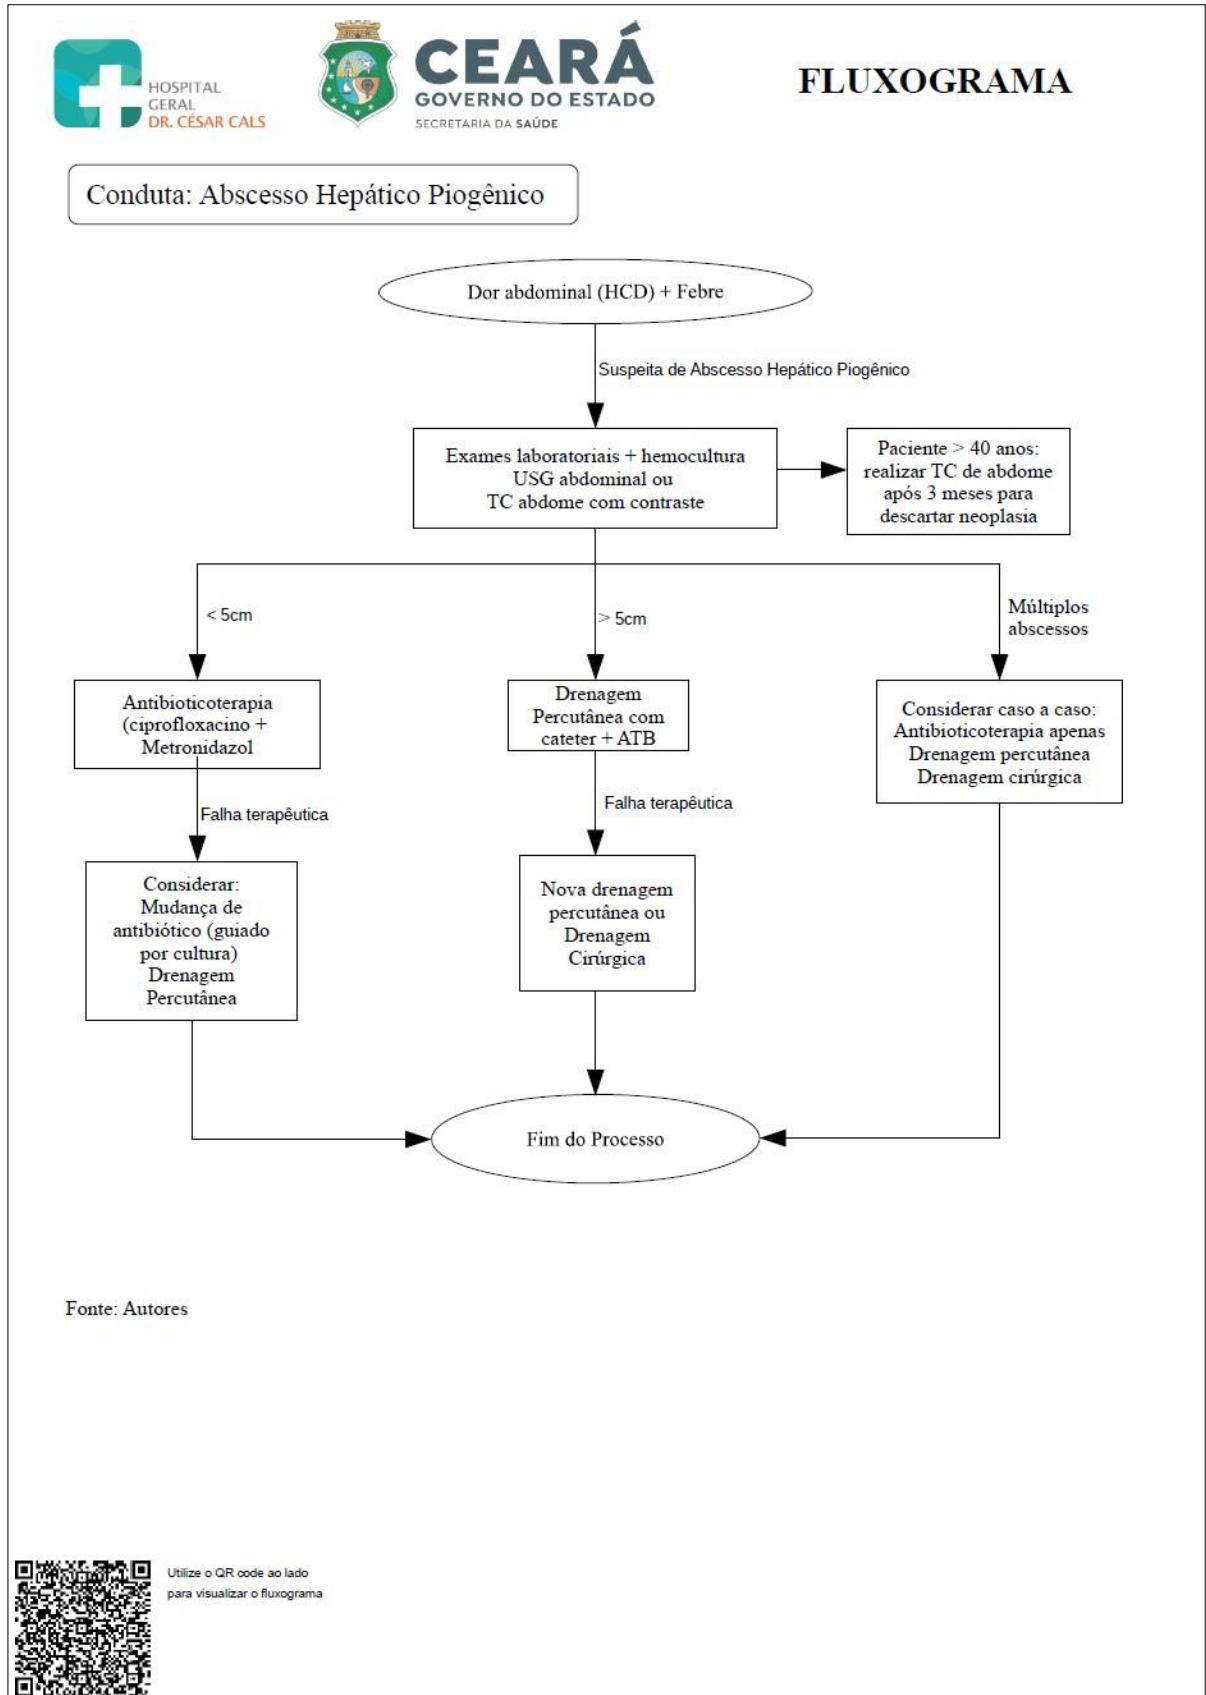 HOSPITAL
GERAL
DR. CÉSAR CALS
CEARÁ
GOVERNO DO ESTADO
SECRETARIA DA SAÚDE
FLUXOGRAMA
Conduta: Abscesso Hepático Piogênico
Dor abdominal (HCD) + Febre
Suspeita de Abscesso Hepático Piogênico
Exames laboratoriais + hemocultura
USG abdominal ou
TC abdome com contraste
Paciente > 40 anos:
realizar TC de abdome
após 3 meses para
descartar neoplasia
< 5cm
> 5cm
Múltiplos
abscessos
Antibioticoterapia
(ciprofloxacino +
Metronidazol
Drenagem
Percutânea com
cateter + ATB
Considerar caso a caso:
Antibioticoterapia apenas
Drenagem percutânea
Drenagem cirúrgica
Falha terapêutica
Falha terapêutica
Considerar:
Mudança de
antibiótico (guiado
por cultura)
Drenagem
Percutânea
Nova drenagem
percutânea ou
Drenagem
Cirúrgica
Fim do Processo
Fonte: Autores
Utilize o QR code ao lado
para visualizar o fluxograma